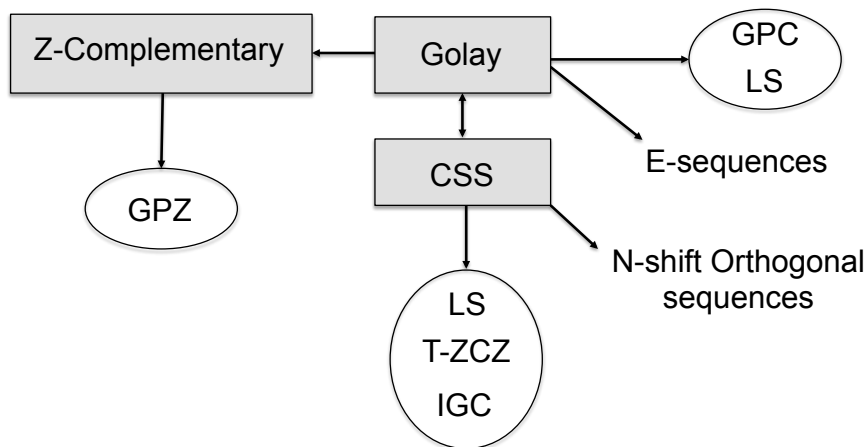 Z-Complementary
Golay
GPC
LS
E-sequences
CSS
GPZ
N-shift Orthogonal
sequences
LS
T-ZCZ
IGC